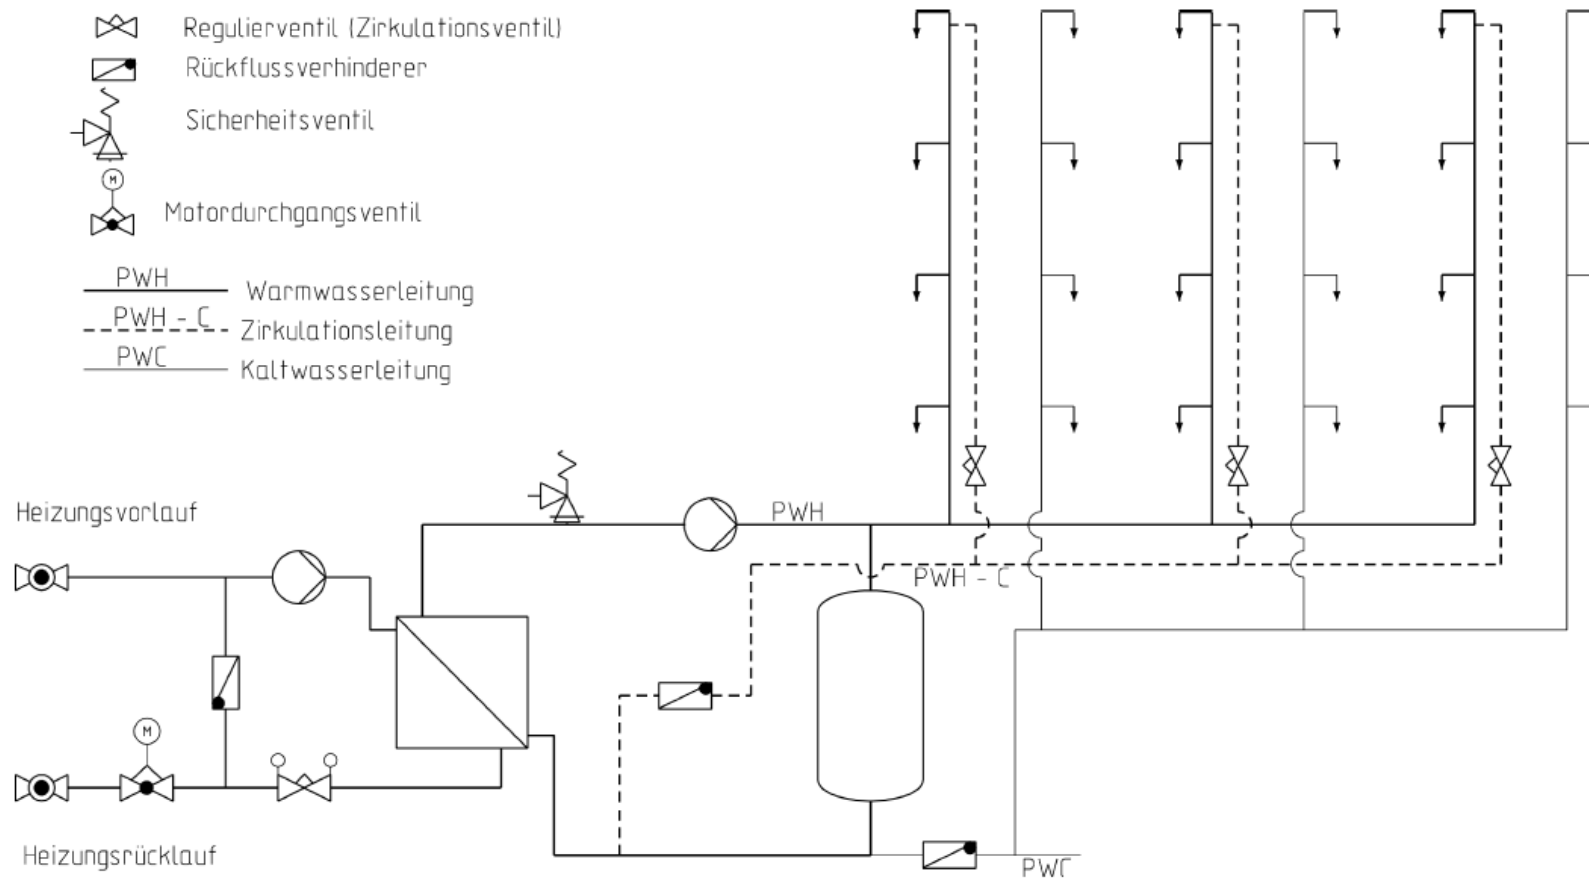 Regulierventil (Zirkulationsventil)
Rückflussverhinderer
Sicherheitsventil
M
Motordurchgangsventil
PWH
Warmwasserleitung
PWH - C
Zirkulationsleitung
PWC
Kaltwasserleitung
Heizungsvorlauf
PWH
PWH - C
M
Heizungsrücklauf
PWC